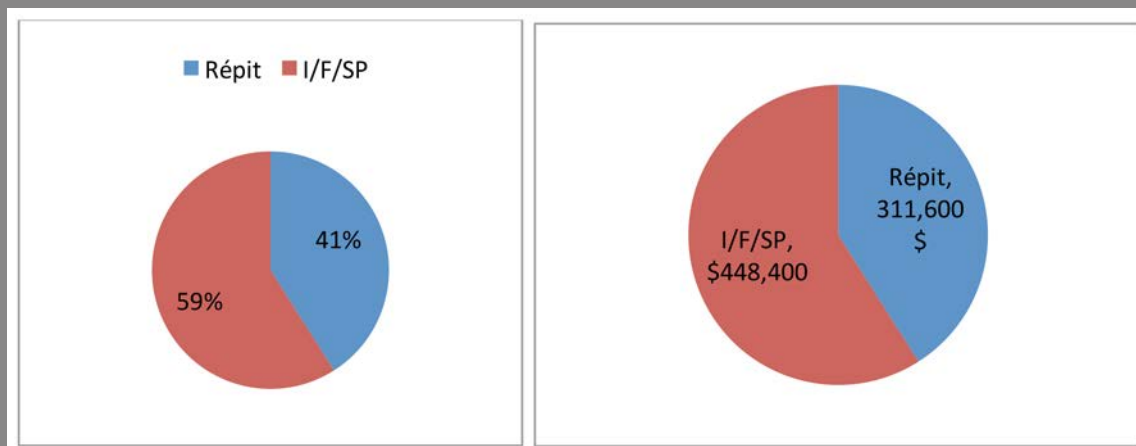 Répit I/F/SP
41%
59%
Répit,
311,600
$
I/F/SP,
$448,400